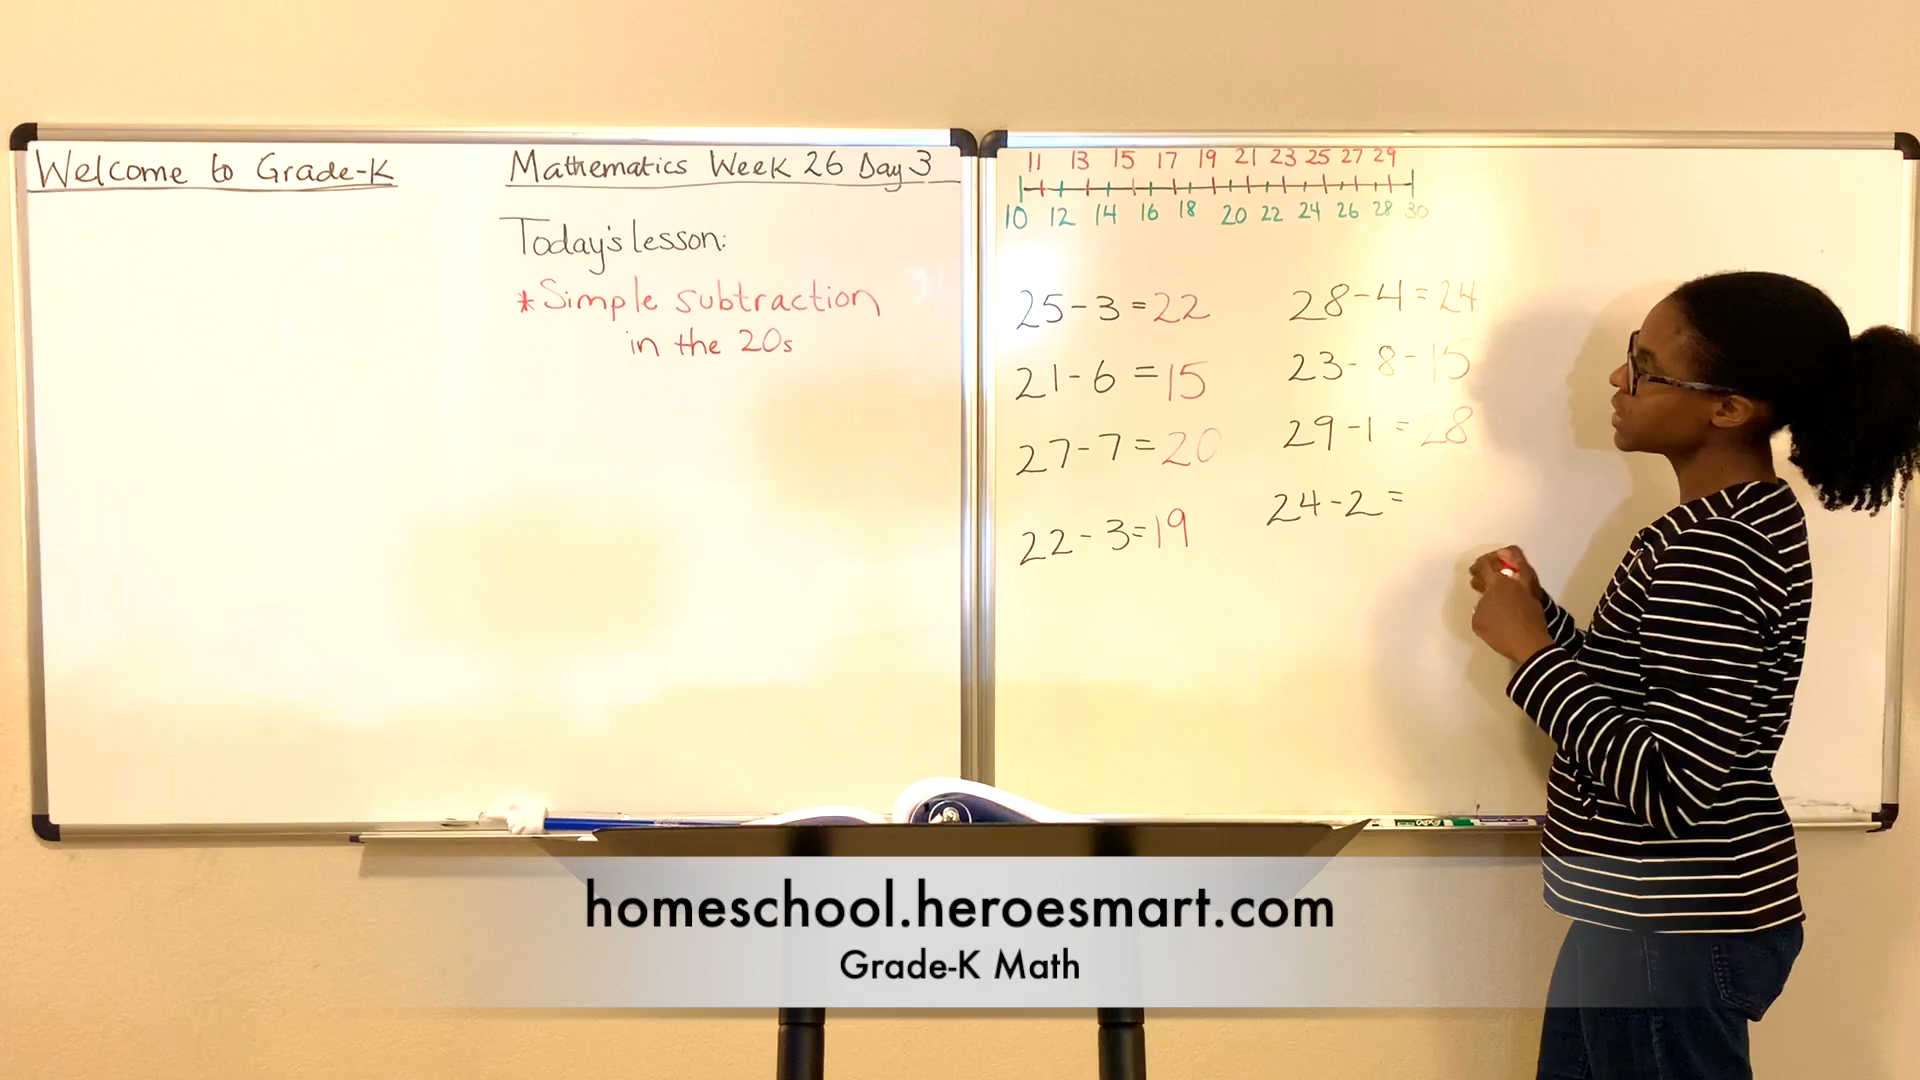 Welcome to Grade-K
Mathematics Week 26 Day 3
Today's lesson:
*Simple subtraction
in the 20s
11 13 15 17 19 21 23 25 27 29
10 12 14 16 18 20 22 24 26 28 30
25-3=22
21-6=15
27-7=20
22-3=19
28-4=24
23-8-15
29-1=28
24-2=
homeschool.heroesmart.com
Grade-K Math